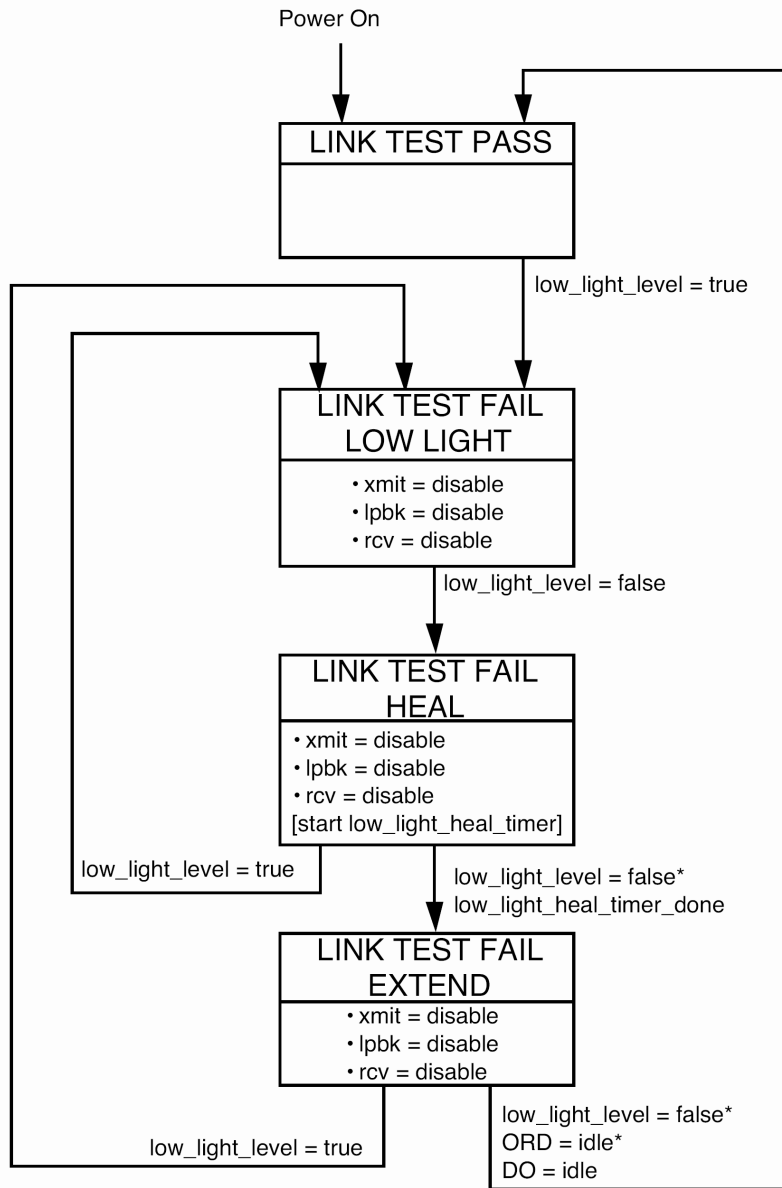 Power On
LINK TEST PASS
low_light_level = true
LINK TEST FAIL
LOW LIGHT
• xmit = disable
• lpbk = disable
• rcv = disable
low_light_level = false
LINK TEST FAIL
HEAL
• xmit = disable
• lpbk = disable
• rcv = disable
[start low_light_heal_timer]
low_light_level = true
low_light_level = false*
low_light_heal_timer_done
LINK TEST FAIL
EXTEND
• xmit = disable
• lpbk = disable
• rcv = disable
low_light_level = true
low_light_level = false*
ORD = idle*
DO = idle